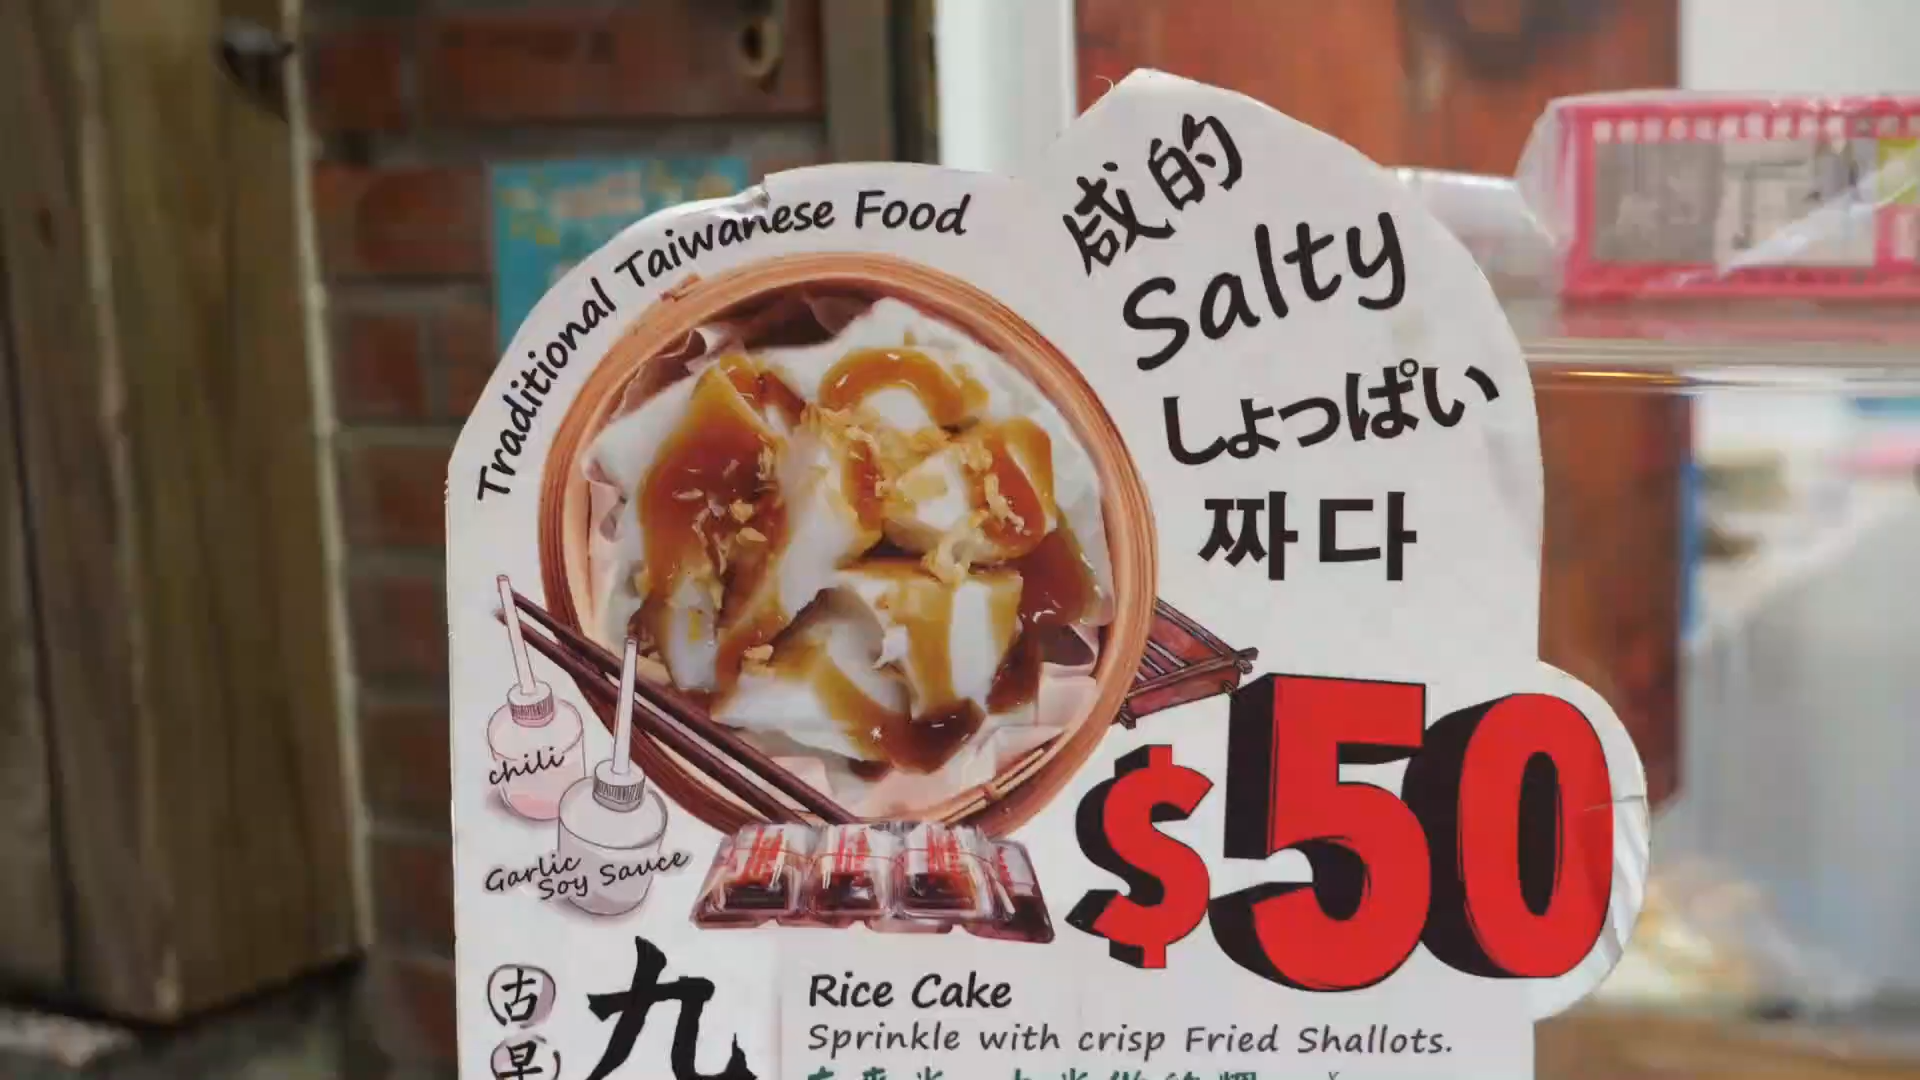 Traditional Taiwanese Food
咸的
Salty
しょっぱい
짜다
chili
Garlic
Soy Sauce
$50
古早
九
Rice Cake
Sprinkle with crisp Fried Shallots.